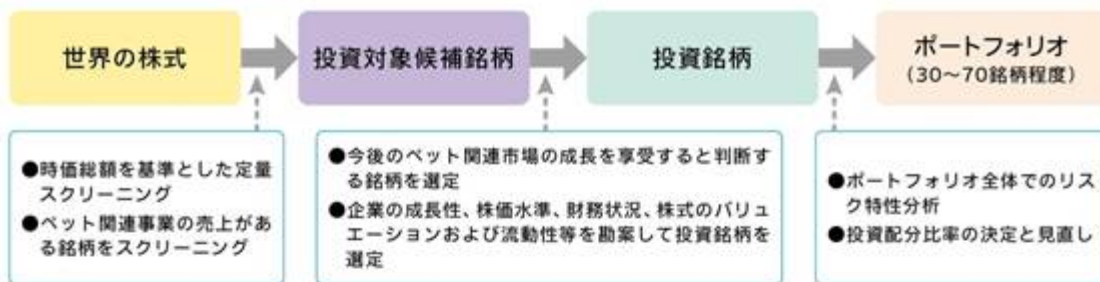 世界の株式
投資対象候補銘柄
投資銘柄
ポートフォリオ
(30～70銘柄程度)
●時価総額を基準とした定量
スクリーニング
●ペット関連事業の売上があ
る銘柄をスクリーニング
●今後のペット関連市場の成長を享受すると判断す
る銘柄を選定
●企業の成長性、株価水準、財務状況、株式のバリュ
エーションおよび流動性等を勘案して投資銘柄を
選定
●ポートフォリオ全体でのリス
ク特性分析
●投資配分比率の決定と見直し